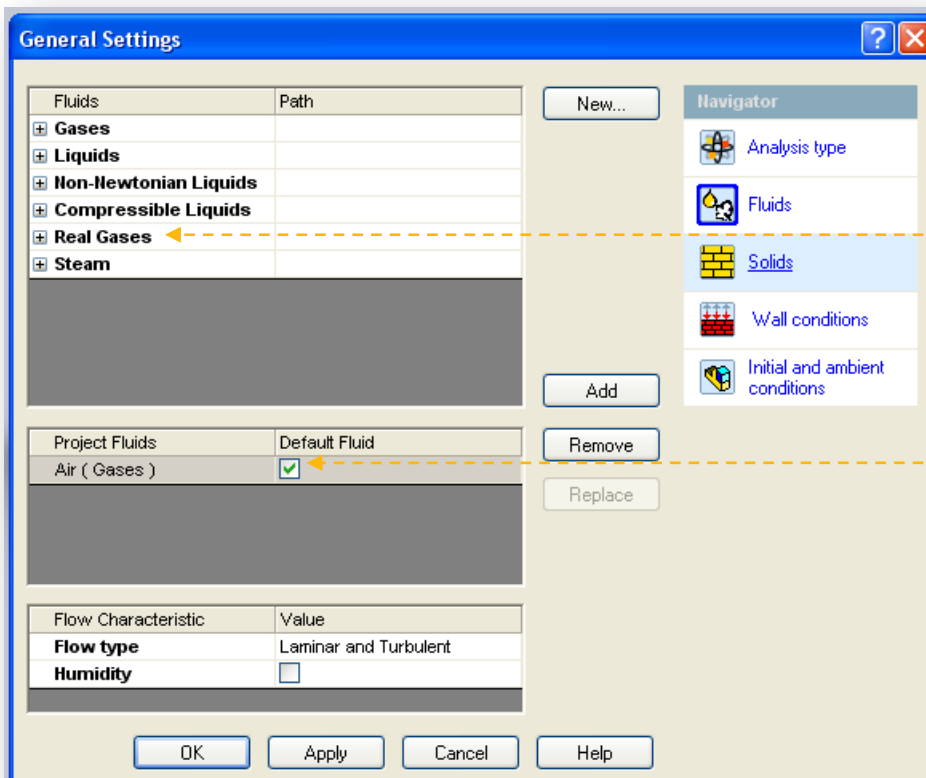 General Settings
?
Fluids Path
Gases
Liquids
Non-Newtonian Liquids
Compressible Liquids
Real Gases
Steam
New...
Add
Project Fluids Default Fluid
Air ( Gases )
Remove
Replace
Flow Characteristic Value
Flow type Laminar and Turbulent
Humidity
OK Apply Cancel Help
Navigator
Analysis type
Fluids
Solids
Wall conditions
Initial and ambient
conditions